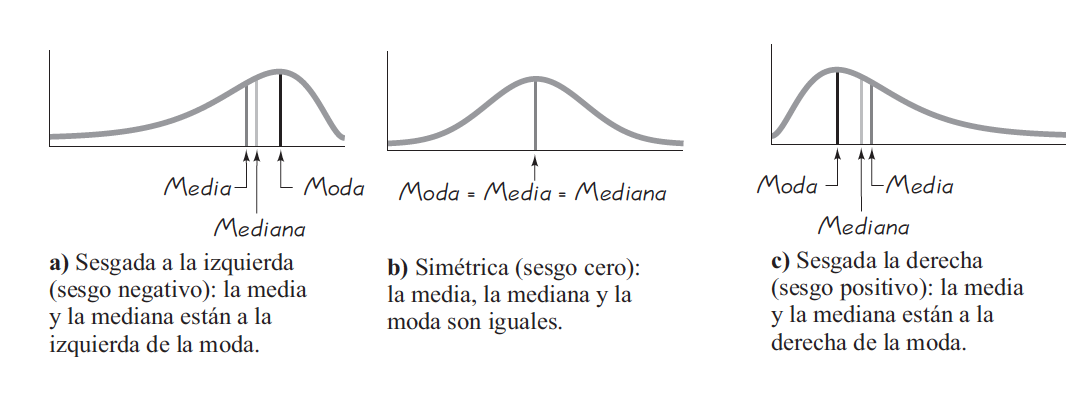 Media
Moda
Mediana
a) Sesgada a la izquierda
(sesgo negativo): la media
y la mediana están a la
izquierda de la moda.
Moda = Media = Mediana
b) Simétrica (sesgo cero):
la media, la mediana y la
moda son iguales.
Moda
Media
Mediana
c) Sesgada la derecha
(sesgo positivo): la media
y la mediana están a la
derecha de la moda.